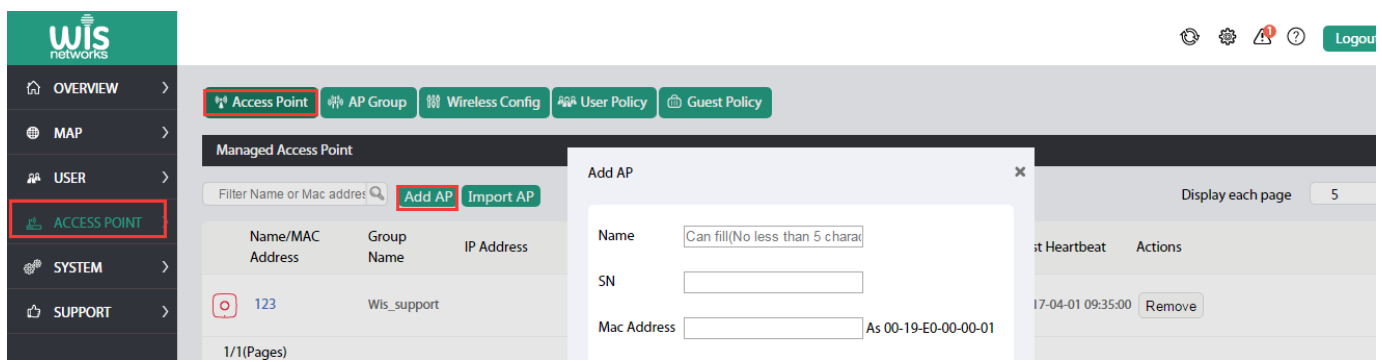 wis
networks
Logou
OVERVIEW
MAP
USER
ACCESS POINT
SYSTEM
SUPPORT
Access Point
AP Group
Wireless Config
User Policy
Guest Policy
Managed Access Point
Filter Name or Mac addres
Add AP
Import AP
Display each page 5
Name/MAC Address
Group Name
IP Address
st Heartbeat
Actions
123
Wis_support
17-04-01 09:35:00
Remove
1/1(Pages)
Add AP
Name Can fill(No less than 5 charac
SN
Mac Address As 00-19-E0-00-00-01